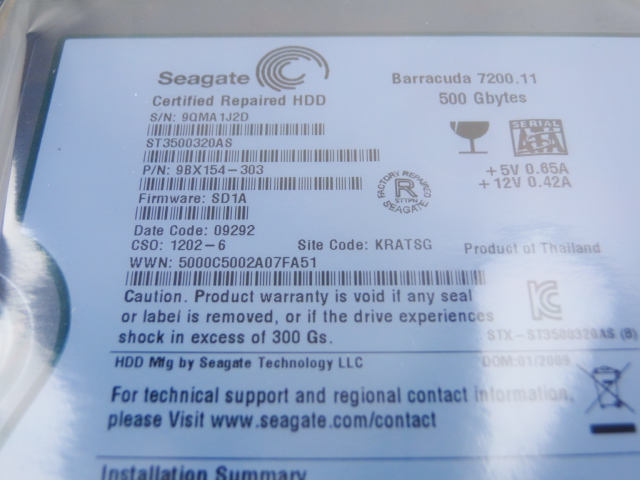 Seagate
Barracuda 7200.11
Certified Repaired HDD
500 Gbytes
S/N: 9QMA1J2D
SERIAL
ATA
ST3500320AS
+5V 0.65A
+12V 0.42A
P/N: 9BX154-303
FACTORY REPAIRED
R
SEAGATE
Firmware: SD1A
Date Code: 09292
CSO: 1202-6 Site Code: KRATSG Product of Thailand
WWN: 5000C5002A07FA51
Caution. Product warranty is void if any seal
or label is removed, or if the drive experiences
shock in excess of 300 Gs.
STX-ST3500320AS (B)
HDD Mfg by Seagate Technology LLC DOM:01/2009
For technical support and regional contact information,
please Visit www.seagate.com/contact
Installation Summary